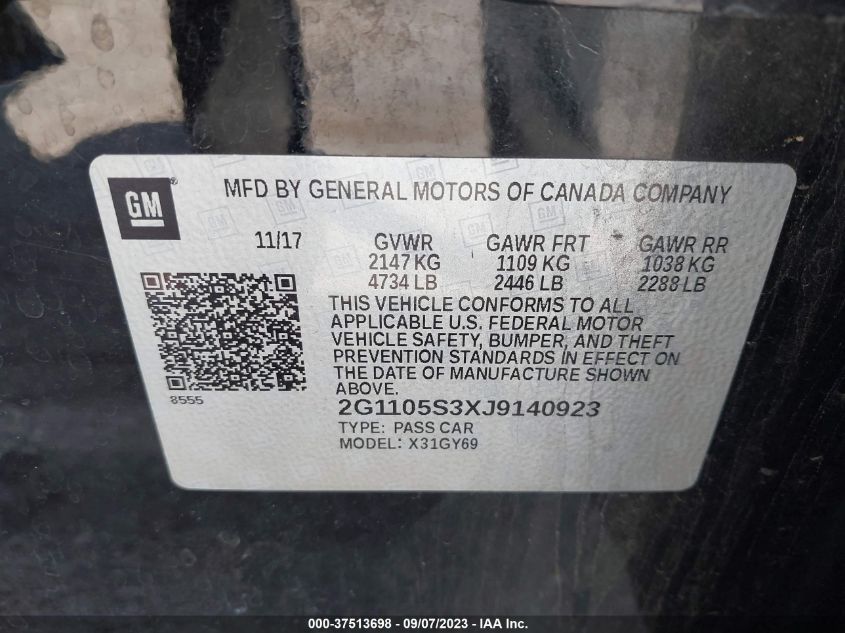 GM
MFD BY GENERAL MOTORS OF CANADA COMPANY
11/17 GVWR GAWR FRT GAWR RR
2147 KG 1109 KG 1038 KG
4734 LB 2446 LB 2288 LB
THIS VEHICLE CONFORMS TO ALL
APPLICABLE U.S. FEDERAL MOTOR
VEHICLE SAFETY, BUMPER, AND THEFT
PREVENTION STANDARDS IN EFFECT ON
THE DATE OF MANUFACTURE SHOWN
ABOVE.
8555
2G1105S3XJ9140923
TYPE: PASS CAR
MODEL: X31GY69
000-37513698 - 09/07/2023 - IAA Inc.